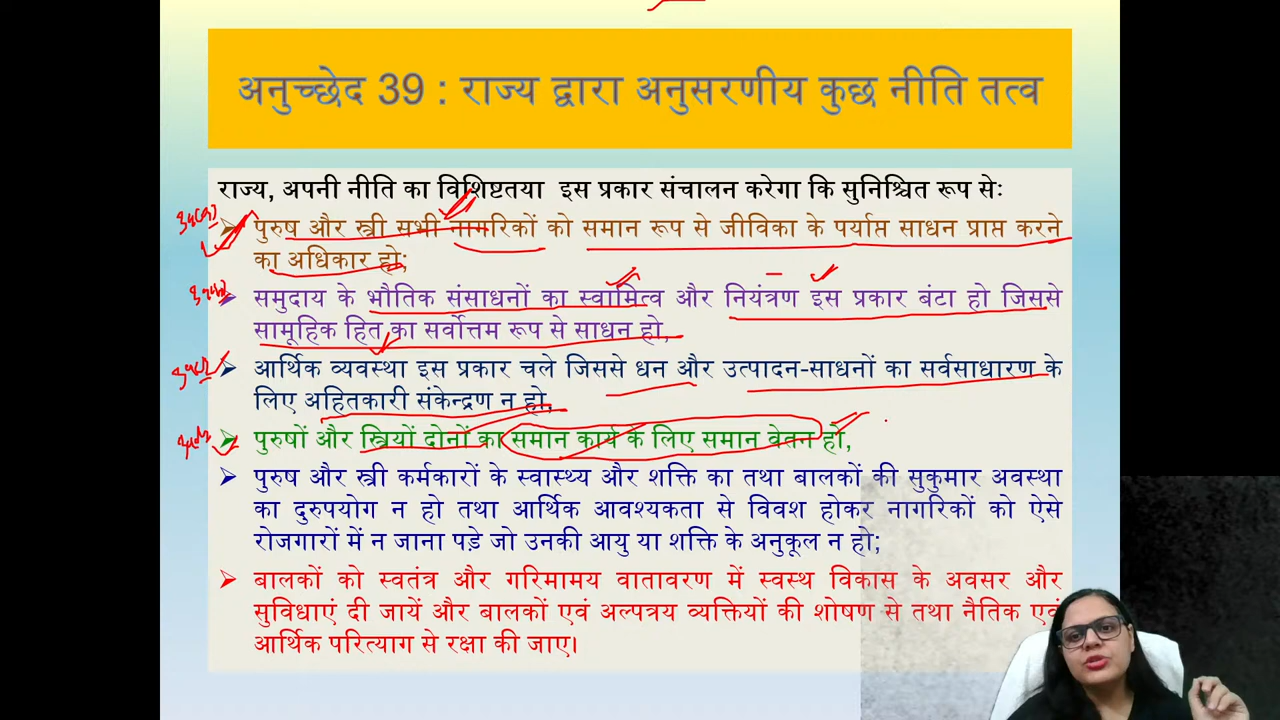 अनुच्छेद 39 : राज्य द्वारा अनुसरणीय कुछ नीति तत्व
राज्य, अपनी नीति का विशिष्टतया इस प्रकार संचालन करेगा कि सुनिश्चित रूप से:
➢ पुरुष और स्त्री सभी नागरिकों को समान रूप से जीविका के पर्याप्त साधन प्राप्त करने
का अधिकार हो;
➢ समुदाय के भौतिक संसाधनों का स्वामित्व और नियंत्रण इस प्रकार बंटा हो जिससे
सामूहिक हित का सर्वोत्तम रूप से साधन हो,
➢ आर्थिक व्यवस्था इस प्रकार चले जिससे धन और उत्पादन-साधनों का सर्वसाधारण के
लिए अहितकारी संकेन्द्रण न हो,
➢ पुरुषों और स्त्रियों दोनों का समान कार्य के लिए समान वेतन हो,
➢ पुरुष और स्त्री कर्मकारों के स्वास्थ्य और शक्ति का तथा बालकों की सुकुमार अवस्था
का दुरुपयोग न हो तथा आर्थिक आवश्यकता से विवश होकर नागरिकों को ऐसे
रोजगारों में न जाना पड़े जो उनकी आयु या शक्ति के अनुकूल न हो;
➢ बालकों को स्वतंत्र और गरिमामय वातावरण में स्वस्थ विकास के अवसर और
सुविधाएं दी जायें और बालकों एवं अल्पत्रय व्यक्तियों की शोषण से तथा नैतिक एवं
आर्थिक परित्याग से रक्षा की जाए।